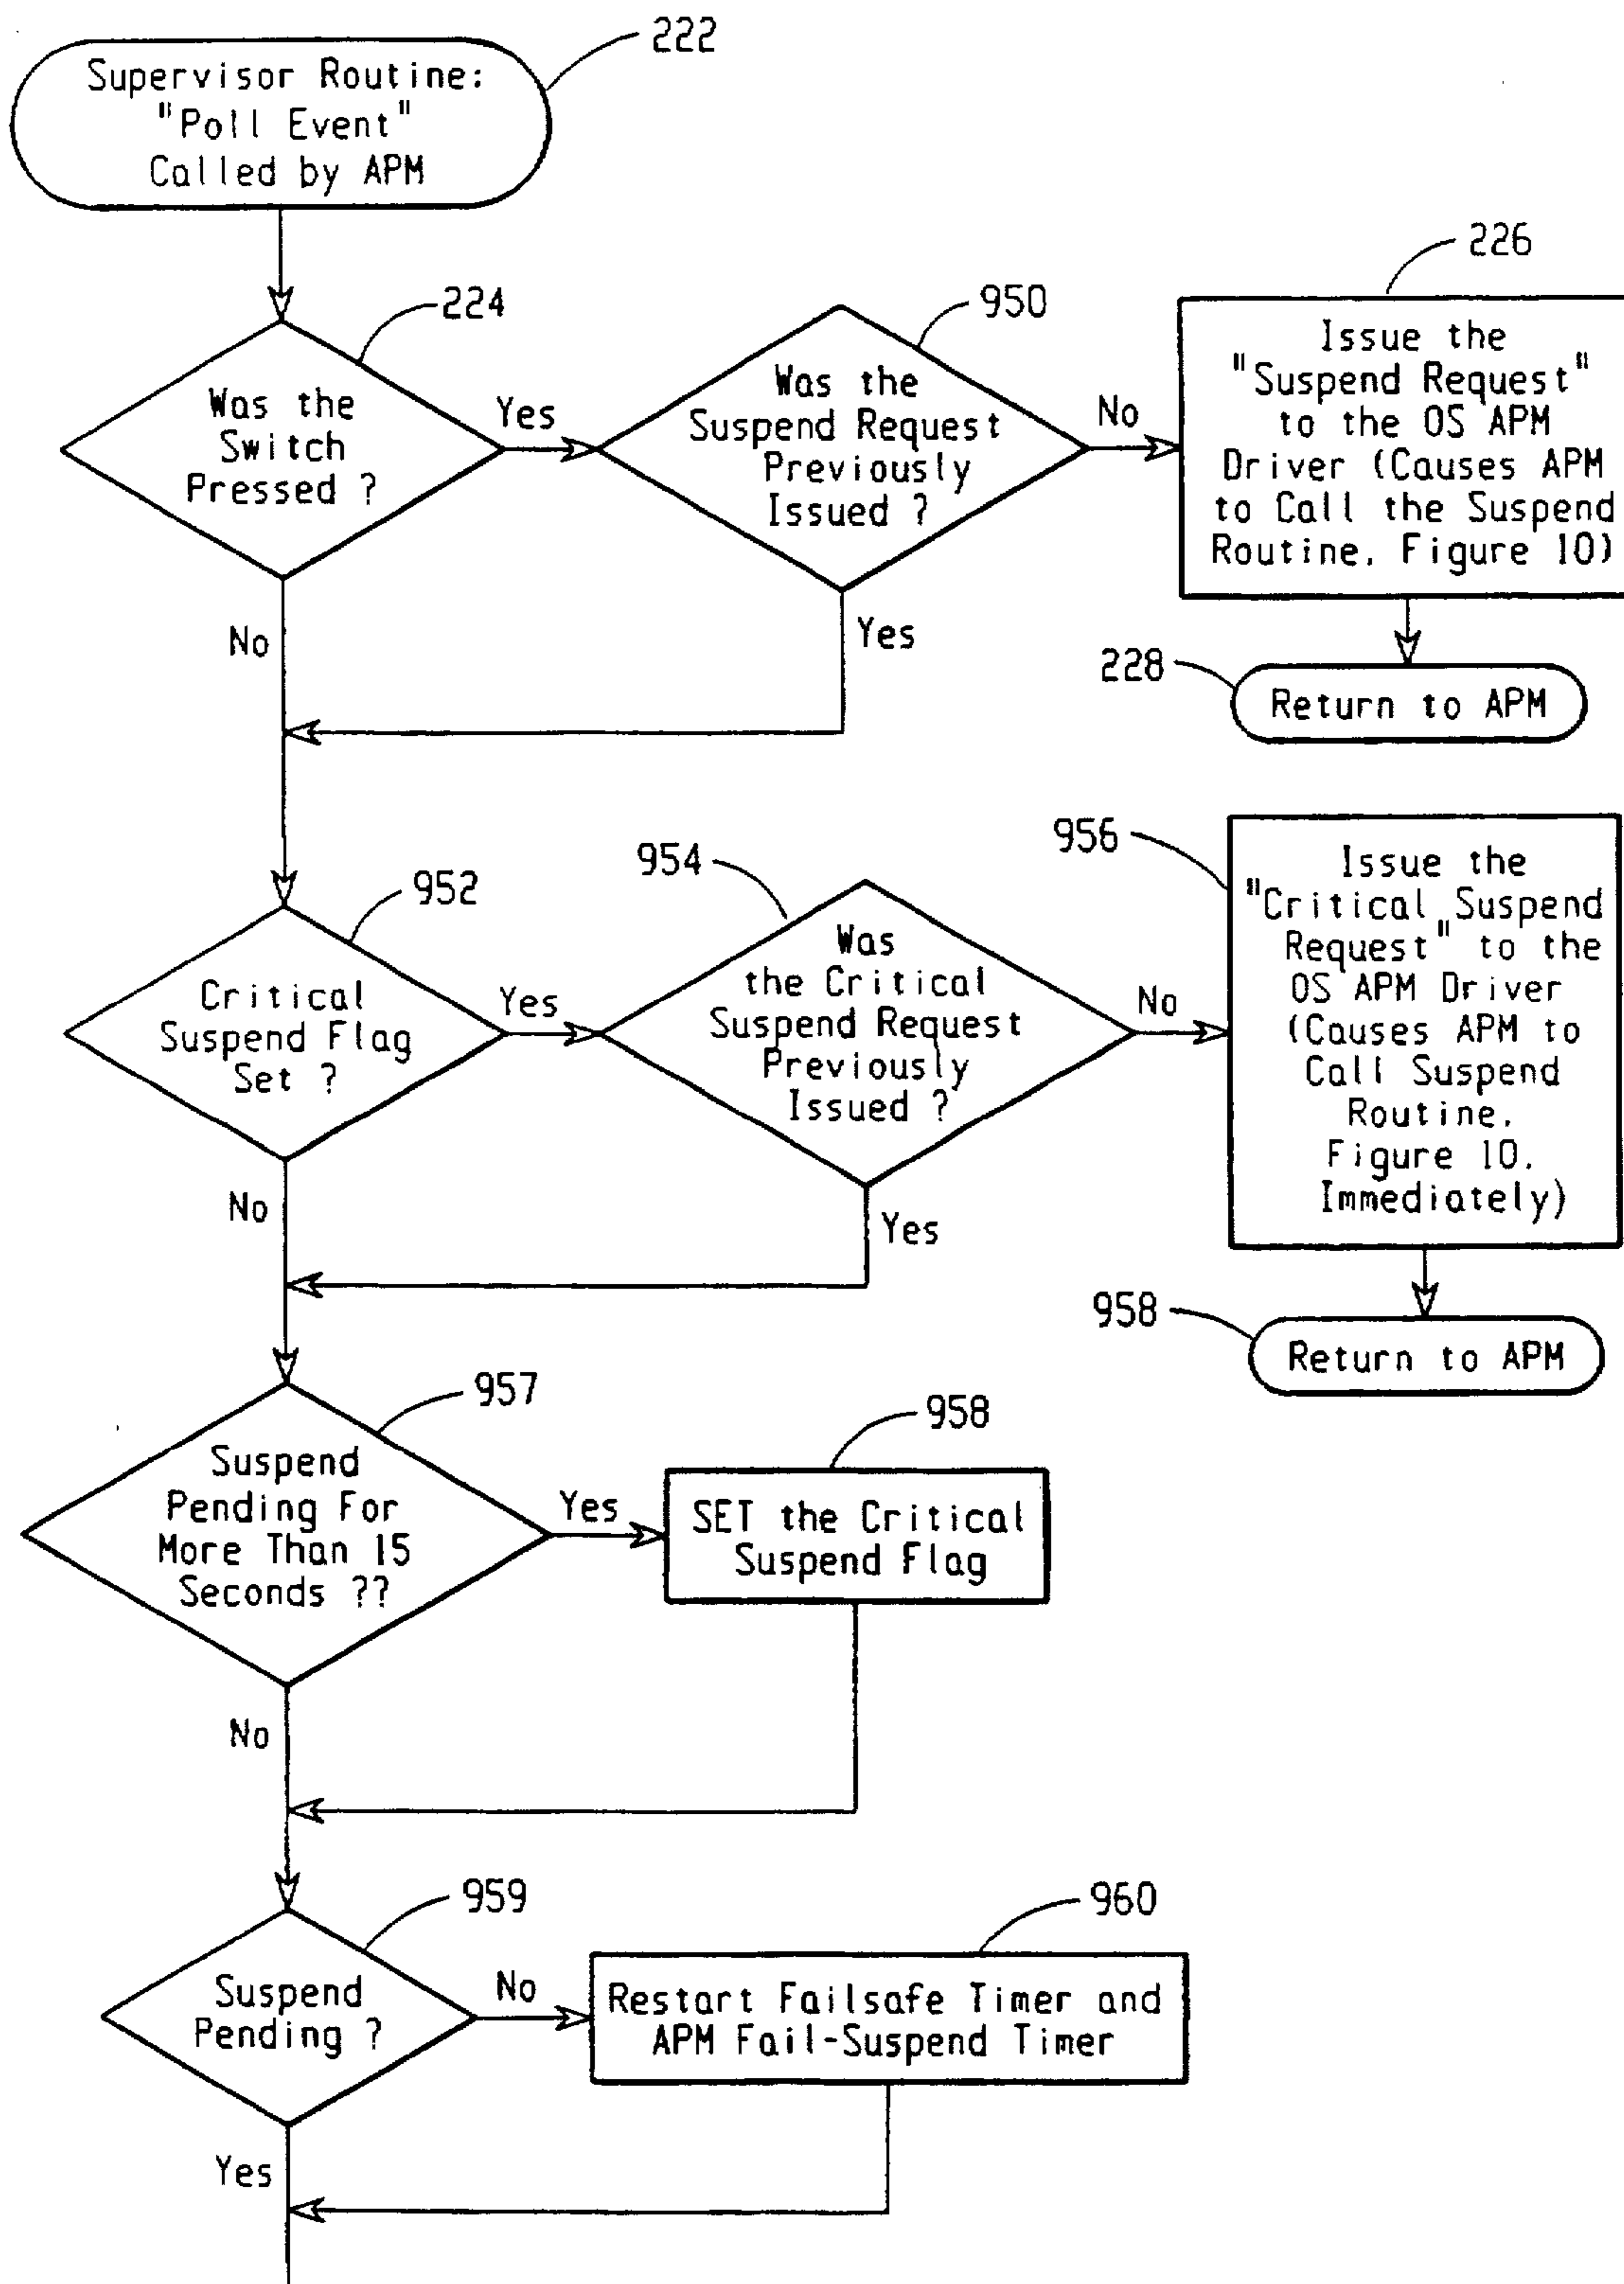 222
Supervisor Routine:
"Poll Event"
Called by APM
224
Was the
Switch
Pressed ?
Yes
No
950
Was the
Suspend Request
Previously
Issued ?
No
Yes
226
Issue the
"Suspend Request"
to the OS APM
Driver (Causes APM
to Call the Suspend
Routine, Figure 10)
228
Return to APM
952
Critical
Suspend Flag
Set ?
Yes
No
954
Was
the Critical
Suspend Request
Previously
Issued ?
No
Yes
956
Issue the
"Critical Suspend
Request" to the
OS APM Driver
(Causes APM to
Call Suspend
Routine,
Figure 10,
Immediately)
958
Return to APM
957
Suspend
Pending For
More Than 15
Seconds ??
Yes
No
958
SET the Critical
Suspend Flag
959
Suspend
Pending ?
No
Yes
960
Restart Failsafe Timer and
APM Fail-Suspend Timer